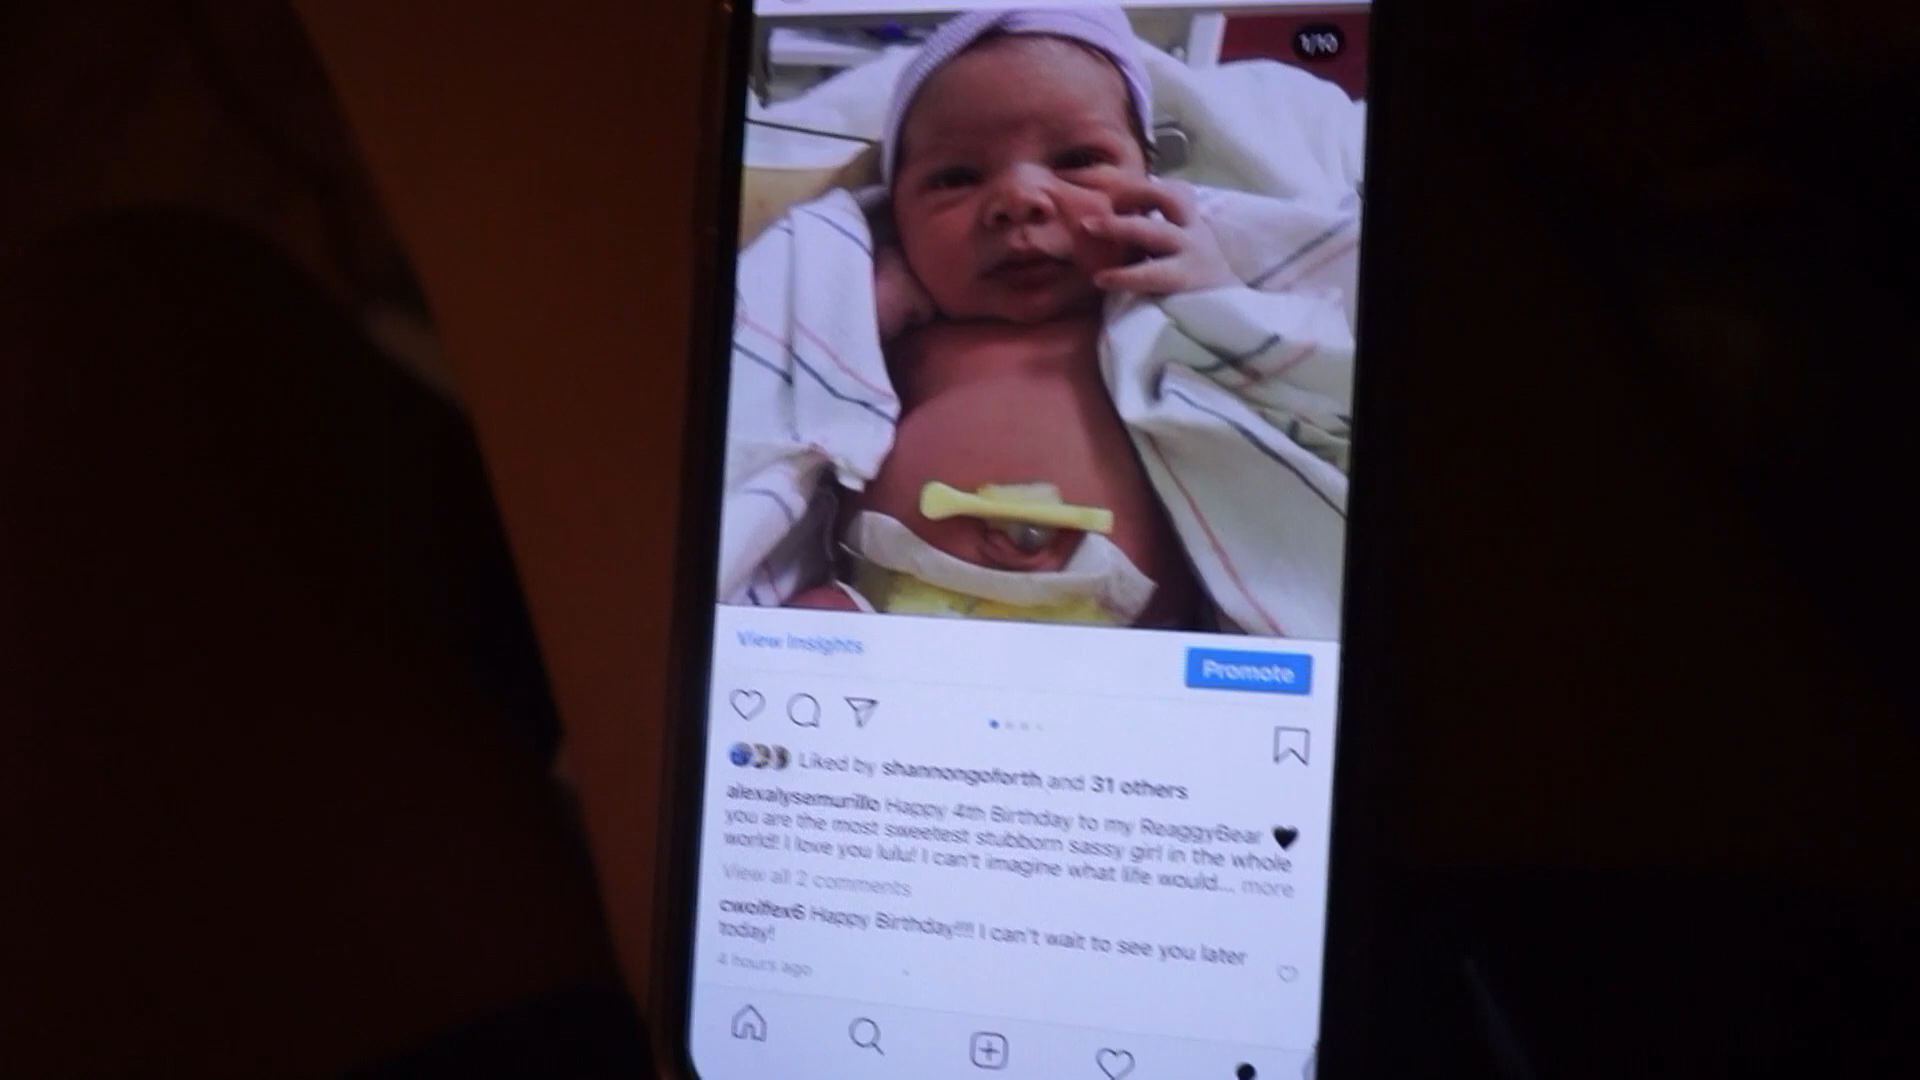 1/10
View Insights
Promote
Liked by shannongoforth and 31 others
alexalysemurillo Happy 4th Birthday to my ReaggyBear 🖤
you are the most sweetest stubborn sassy girl in the whole
world! I love you lulu! I can't imagine what life would... more
View all 2 comments
cwolfex6 Happy Birthday!!!! I can't wait to see you later
today!
4 hours ago